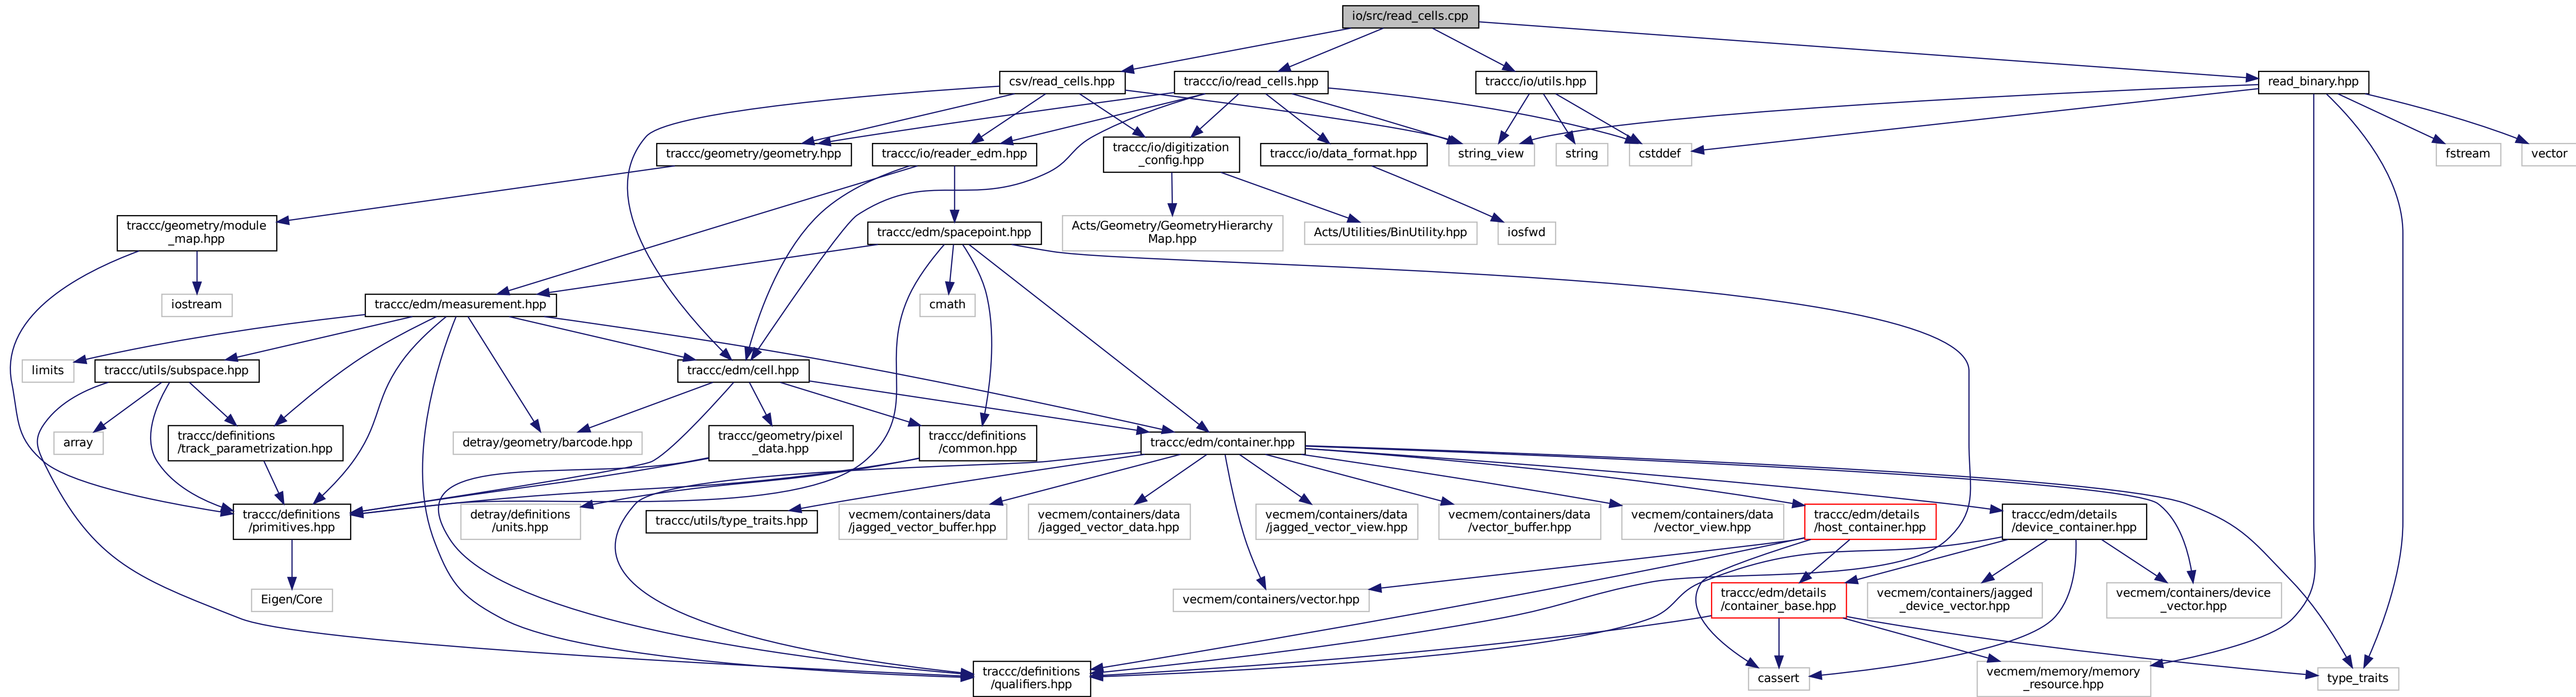 io/src/read_cells.cpp
csv/read_cells.hpp
traccc/io/read_cells.hpp
traccc/io/utils.hpp
read_binary.hpp
traccc/geometry/geometry.hpp
traccc/io/reader_edm.hpp
traccc/io/digitization
_config.hpp
traccc/io/data_format.hpp
string_view
string
cstddef
fstream
vector
traccc/geometry/module
_map.hpp
traccc/edm/spacepoint.hpp
Acts/Geometry/GeometryHierarchy
Map.hpp
Acts/Utilities/BinUtility.hpp
iosfwd
iostream
traccc/edm/measurement.hpp
cmath
limits
traccc/utils/subspace.hpp
traccc/edm/cell.hpp
array
traccc/definitions
/track_parametrization.hpp
detray/geometry/barcode.hpp
traccc/geometry/pixel
_data.hpp
traccc/definitions
/common.hpp
traccc/edm/container.hpp
traccc/definitions
/primitives.hpp
detray/definitions
/units.hpp
traccc/utils/type_traits.hpp
vecmem/containers/data
/jagged_vector_buffer.hpp
vecmem/containers/data
/jagged_vector_data.hpp
vecmem/containers/data
/jagged_vector_view.hpp
vecmem/containers/data
/vector_buffer.hpp
vecmem/containers/data
/vector_view.hpp
traccc/edm/details
/host_container.hpp
traccc/edm/details
/device_container.hpp
Eigen/Core
vecmem/containers/vector.hpp
traccc/edm/details
/container_base.hpp
vecmem/containers/jagged
_device_vector.hpp
vecmem/containers/device
_vector.hpp
traccc/definitions
/qualifiers.hpp
cassert
vecmem/memory/memory
_resource.hpp
type_traits